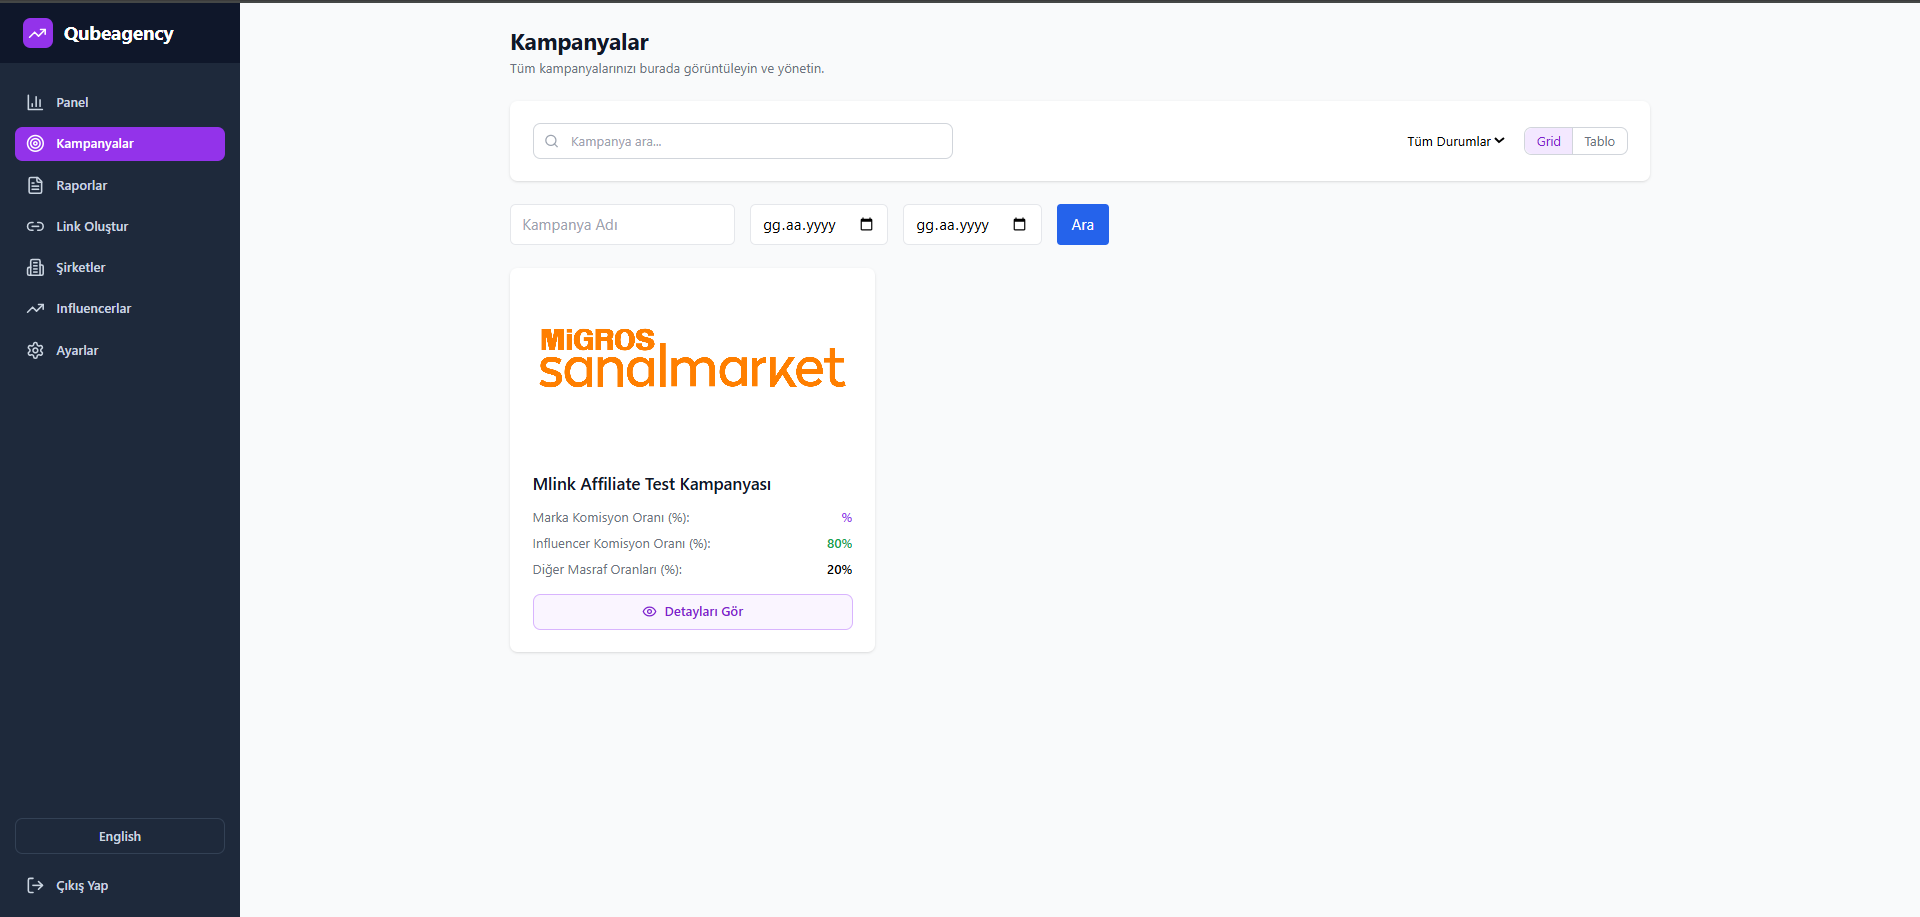 Qubeagency
Panel
Kampanyalar
Raporlar
Link Oluştur
Şirketler
Influencerlar
Ayarlar
English
Çıkış Yap
Kampanyalar
Tüm kampanyalarınızı burada görüntüleyin ve yönetin.
Kampanya ara...
Tüm Durumlar
Grid
Tablo
Kampanya Adı
gg.aa.yyyy
gg.aa.yyyy
Ara
MiGROS
sanalmarket
Mlink Affiliate Test Kampanyası
Marka Komisyon Oranı (%): %
Influencer Komisyon Oranı (%): 80%
Diğer Masraf Oranları (%): 20%
Detayları Gör